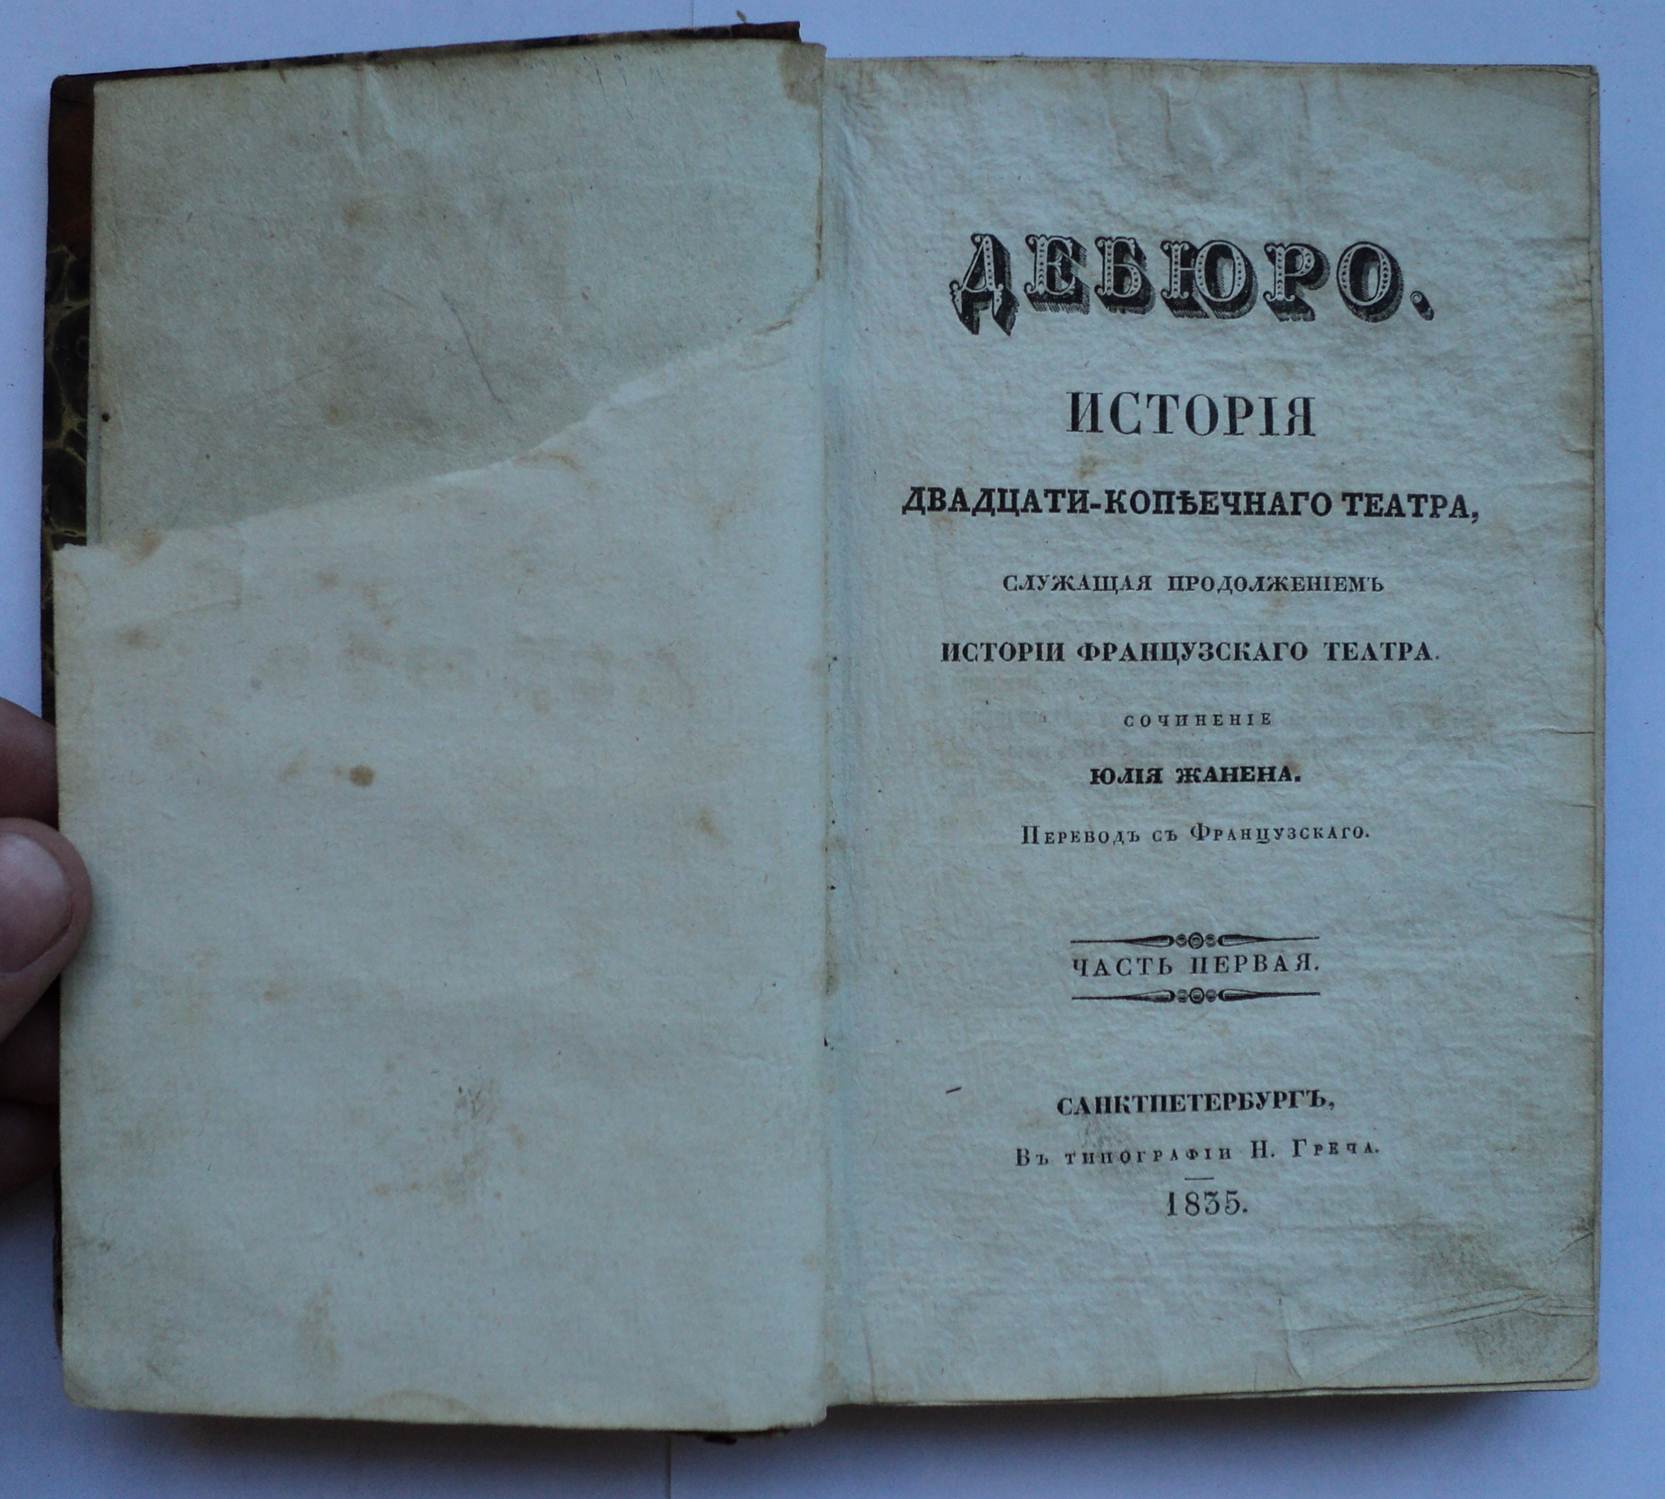 ДЕБЮРО.
ИСТОРІЯ
ДВАДЦАТИ-КОПѢЕЧНАГО ТЕАТРА,
СЛУЖАЩАЯ ПРОДОЛЖЕНІЕМЪ
ИСТОРІИ ФРАНЦУЗСКАГО ТЕАТРА.
СОЧИНЕНІЕ
ЮЛІЯ ЖАНЕНА.
Переводъ съ Французскаго.
ЧАСТЬ ПЕРВАЯ.
САНКТПЕТЕРБУРГЪ,
Въ типографіи Н. Греча.
1835.